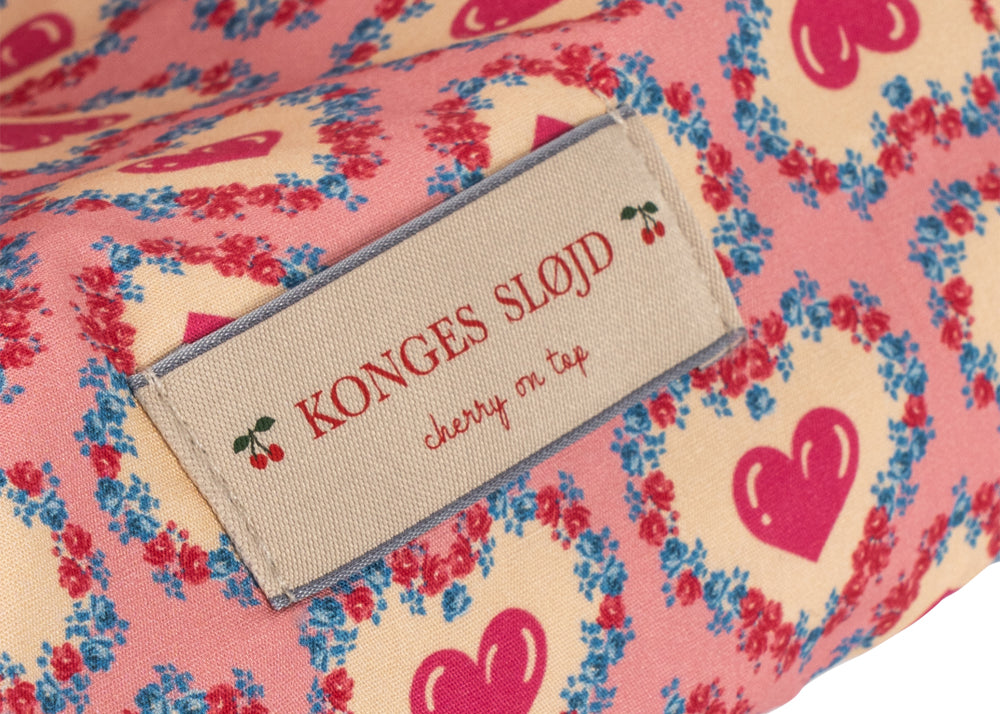 KONGES SLØJD
cherry on top